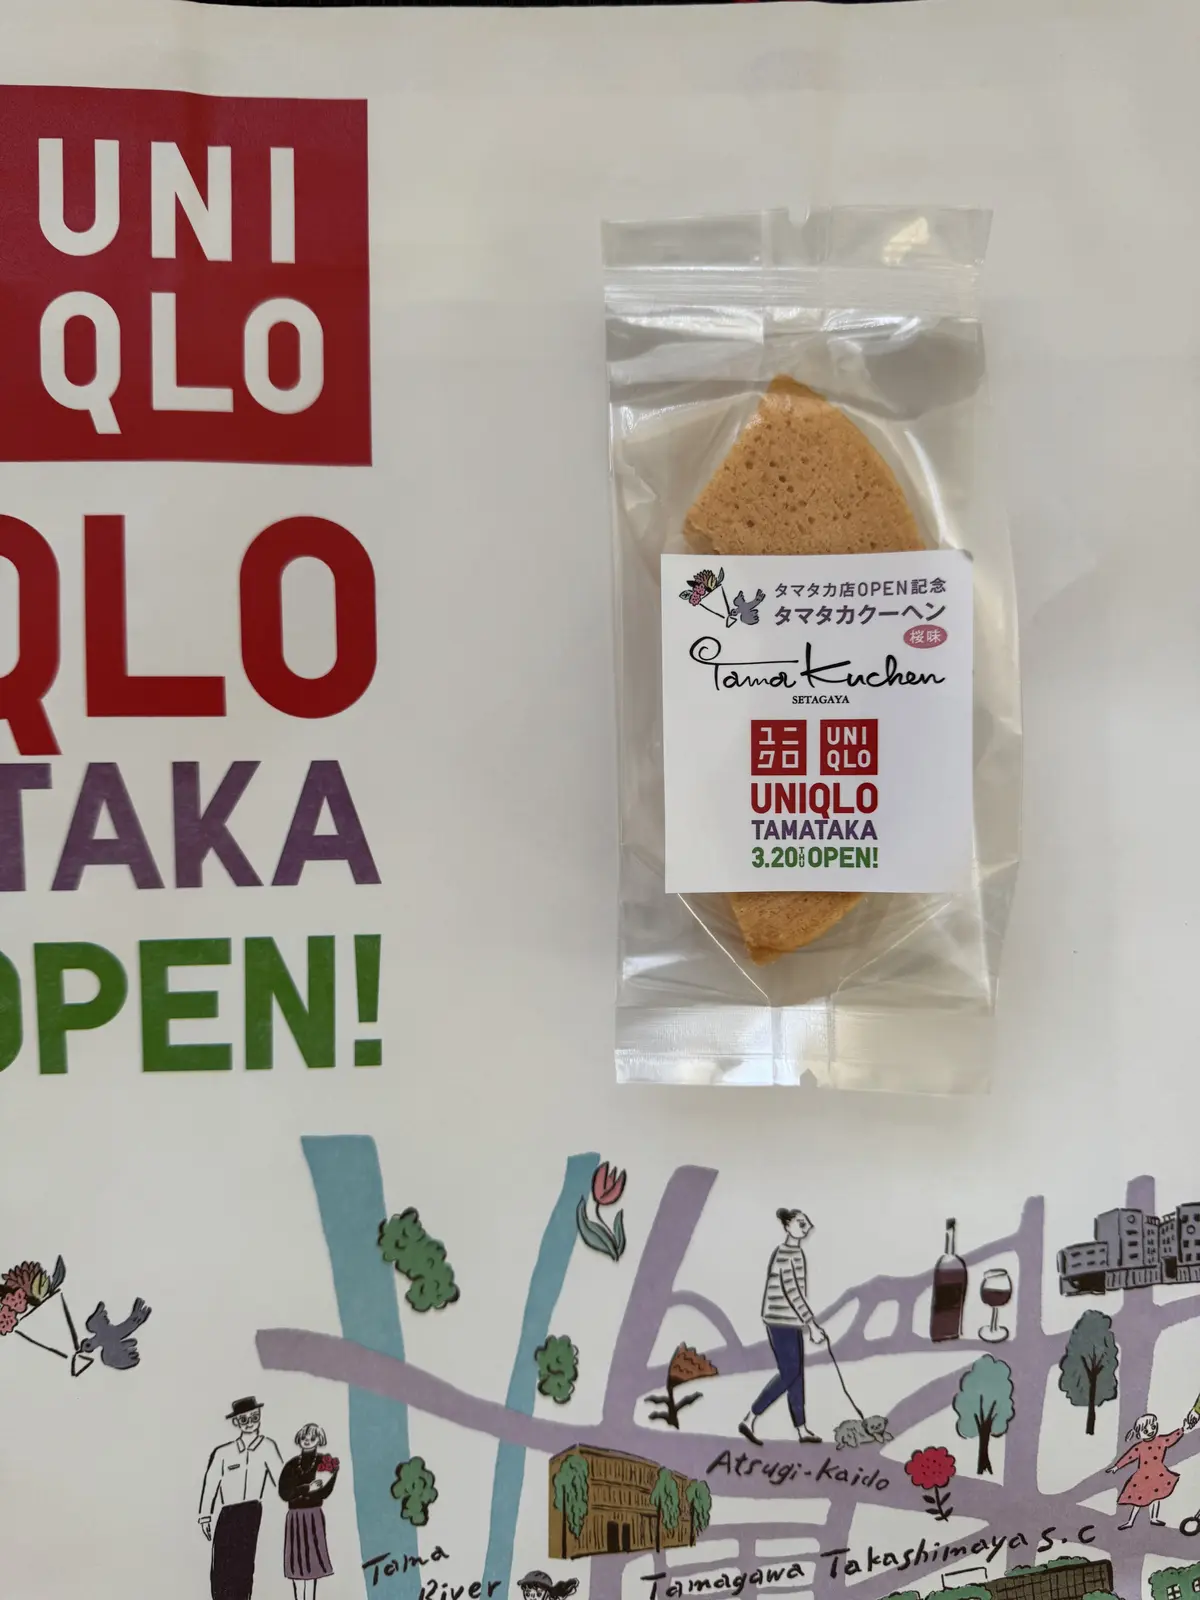 UNI
QLO
QLO
TAKA
OPEN!
タマタカ店OPEN記念
タマタカクーヘン
桜味
Tama Kuchen
SETAGAYA
ユニ
クロ
UNI
QLO
UNIQLO
TAMATAKA
3.20THU OPEN!
Atsugi-Kaido
Tama
River
Tamagawa Takashimaya S.C